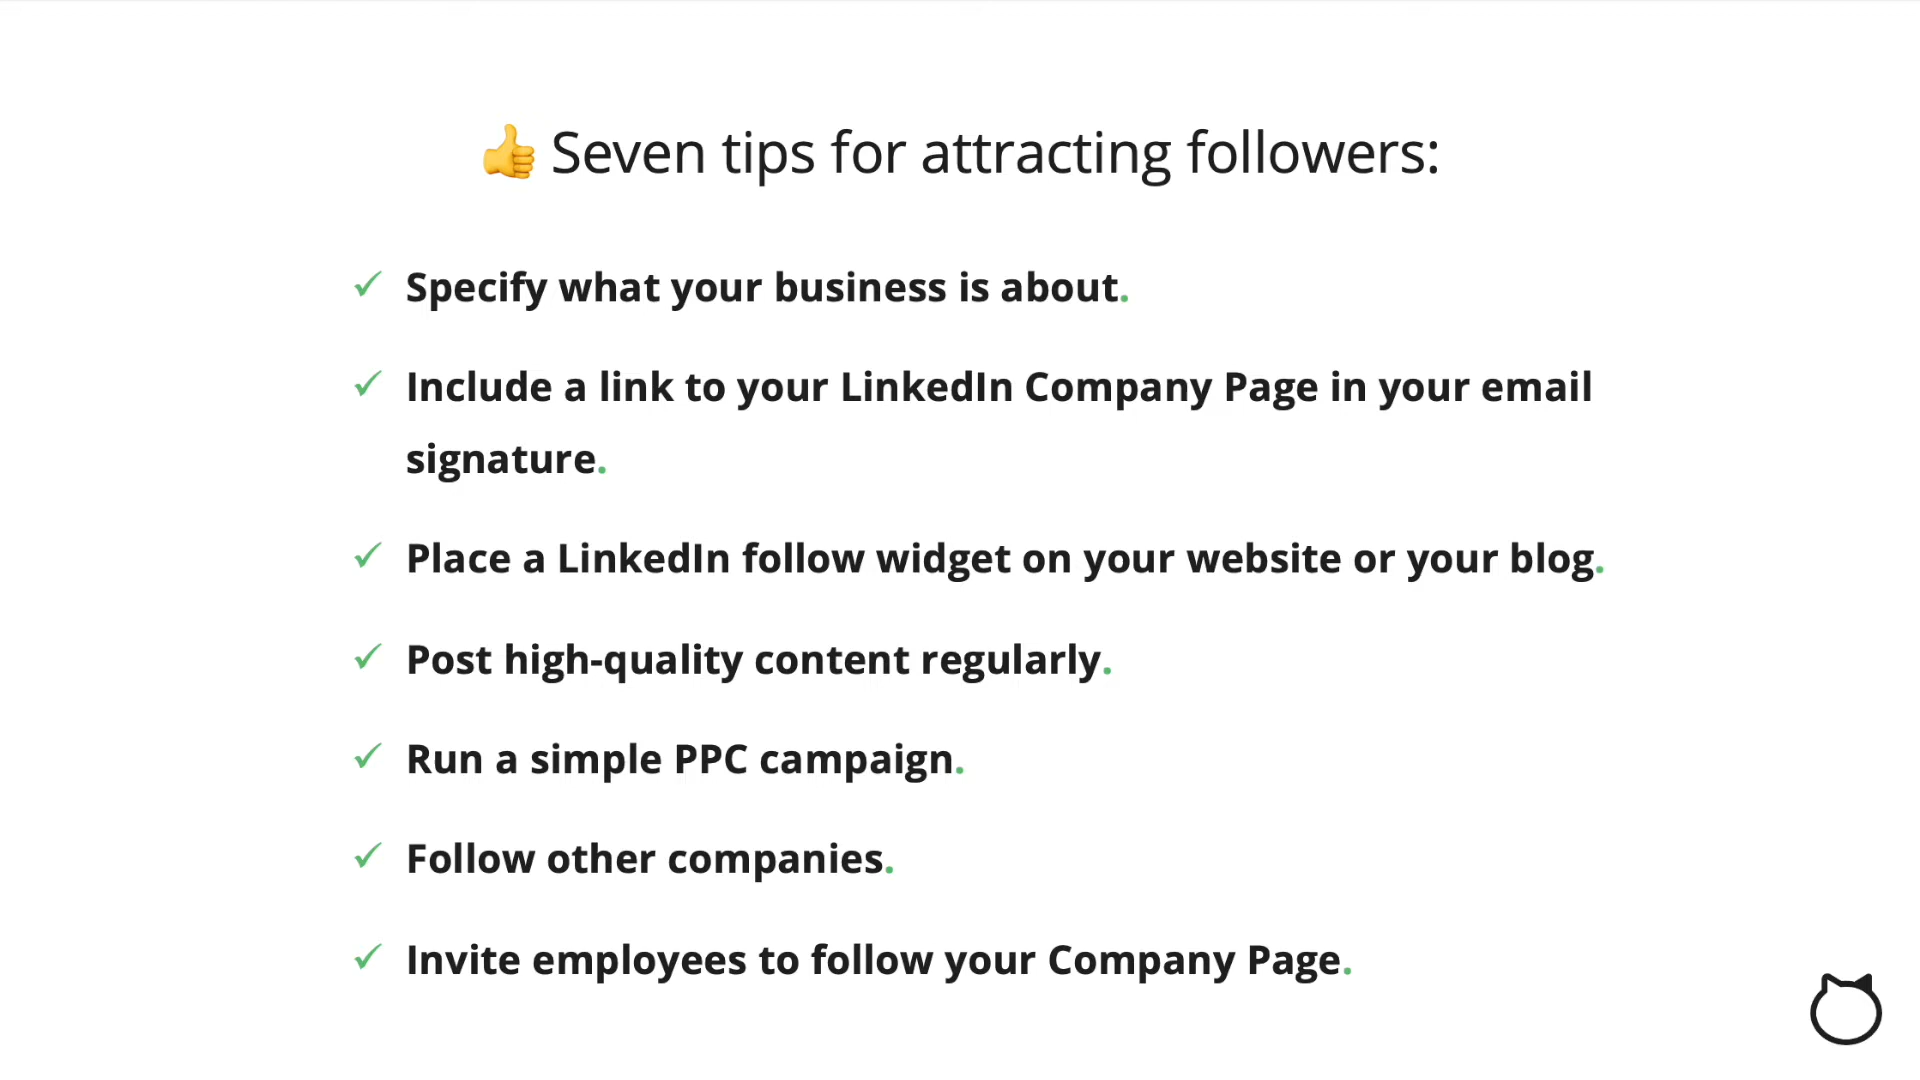 👍 Seven tips for attracting followers:
✓ Specify what your business is about.
✓ Include a link to your LinkedIn Company Page in your email
signature.
✓ Place a LinkedIn follow widget on your website or your blog.
✓ Post high-quality content regularly.
✓ Run a simple PPC campaign.
✓ Follow other companies.
✓ Invite employees to follow your Company Page.